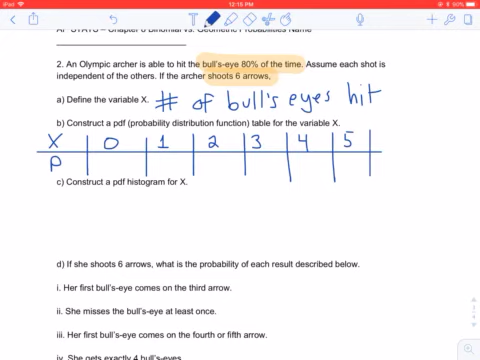 iPad
12:15 PM
80%
AP STATS – Chapter 6 Binomial vs. Geometric Probabilities Name
2. An Olympic archer is able to hit the bull's-eye 80% of the time. Assume each shot is
independent of the others. If the archer shoots 6 arrows,
a) Define the variable X. # of bull's eyes hit
b) Construct a pdf (probability distribution function) table for the variable X.
X 0 1 2 3 4 5
P
c) Construct a pdf histogram for X.
d) If she shoots 6 arrows, what is the probability of each result described below.
i. Her first bull's-eye comes on the third arrow.
ii. She misses the bull's-eye at least once.
iii. Her first bull's-eye comes on the fourth or fifth arrow.
iv. She gets exactly 4 bull's-eyes.